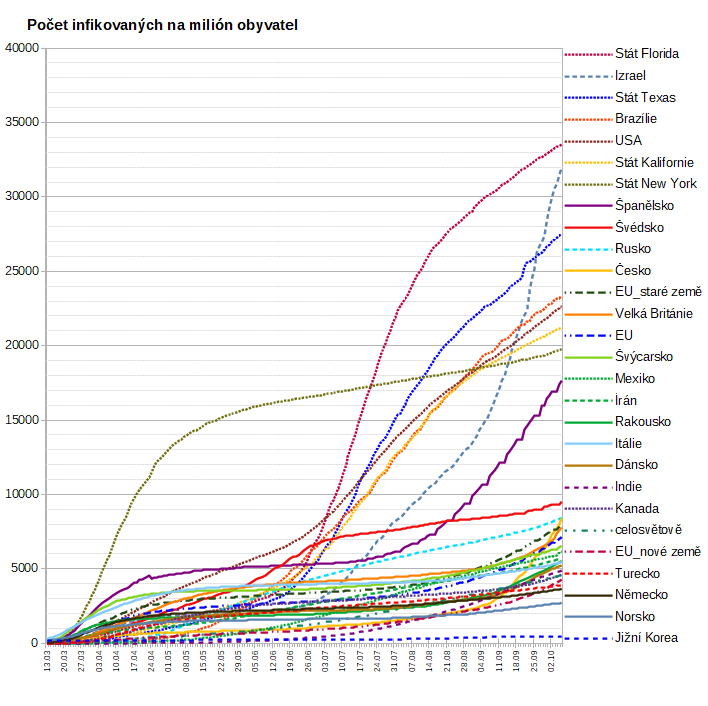 Počet infikovaných na milión obyvatel
40000
35000
30000
25000
20000
15000
10000
5000
0
13.03
20.03
27.03
03.04
10.04
17.04
24.04
01.05
08.05
15.05
22.05
29.05
05.06
12.06
19.06
26.06
03.07
10.07
17.07
24.07
31.07
07.08
14.08
21.08
28.08
04.09
11.09
18.09
25.09
02.10
Stát Florida
Izrael
Stát Texas
Brazílie
USA
Stát Kalifornie
Stát New York
Španělsko
Švédsko
Rusko
Česko
EU_staré země
Velká Británie
EU
Švýcarsko
Mexiko
Írán
Rakousko
Itálie
Dánsko
Indie
Kanada
celosvětově
EU_nové země
Turecko
Německo
Norsko
Jižní Korea